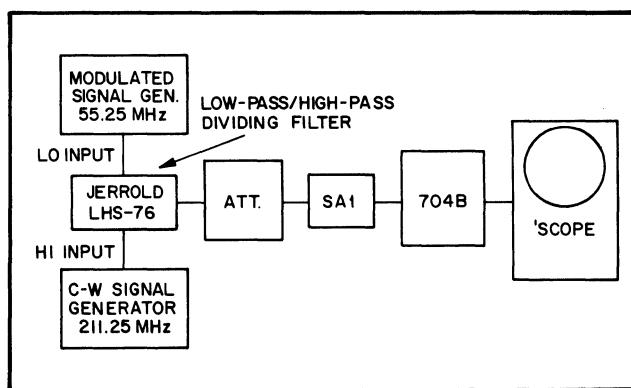 MODULATED
SIGNAL GEN.
55.25 MHz
LOW-PASS/HIGH-PASS
DIVIDING FILTER
LO INPUT
JERROLD
LHS-76
ATT.
SA1
704B
'SCOPE
HI INPUT
C-W SIGNAL
GENERATOR
211.25 MHz